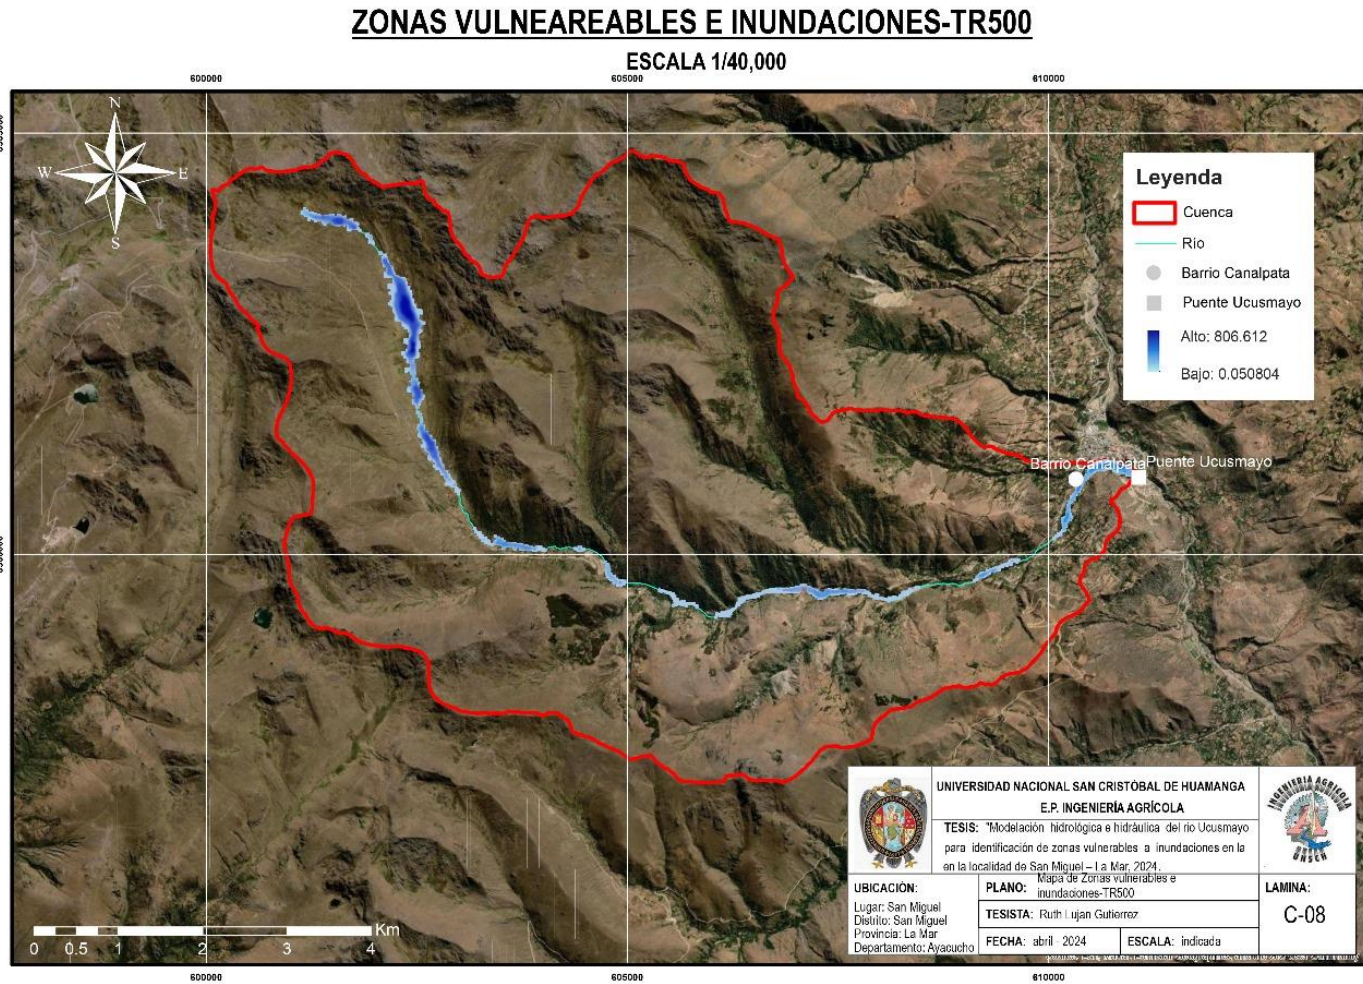 ZONAS VULNEAREABLES E INUNDACIONES-TR500
ESCALA 1/40,000
600000
605000
610000
N
W
E
S
Leyenda
Cuenca
Rio
Barrio Canalpata
Puente Ucusmayo
Alto: 806.612
Bajo: 0.050804
Barrio Canalpata
Puente Ucusmayo
UNIVERSIDAD NACIONAL SAN CRISTÓBAL DE HUAMANGA
E.P. INGENIERÍA AGRÍCOLA
TESIS: "Modelación hidrológica e hidráulica del rio Ucusmayo
para identificación de zonas vulnerables a inundaciones en la
en la localidad de San Miguel – La Mar, 2024.
INGENIERIA AGRICOLA
UNSCH
UBICACIÓN:
Lugar: San Miguel
Distrito: San Miguel
Provincia: La Mar
Departamento: Ayacucho
PLANO: Mapa de Zonas vulnerables e
inundaciones-TR500
TESISTA: Ruth Lujan Gutierrez
FECHA: abril - 2024
ESCALA: indicada
LAMINA:
C-08
Km
0 0.5 1 2 3 4
600000
605000
610000